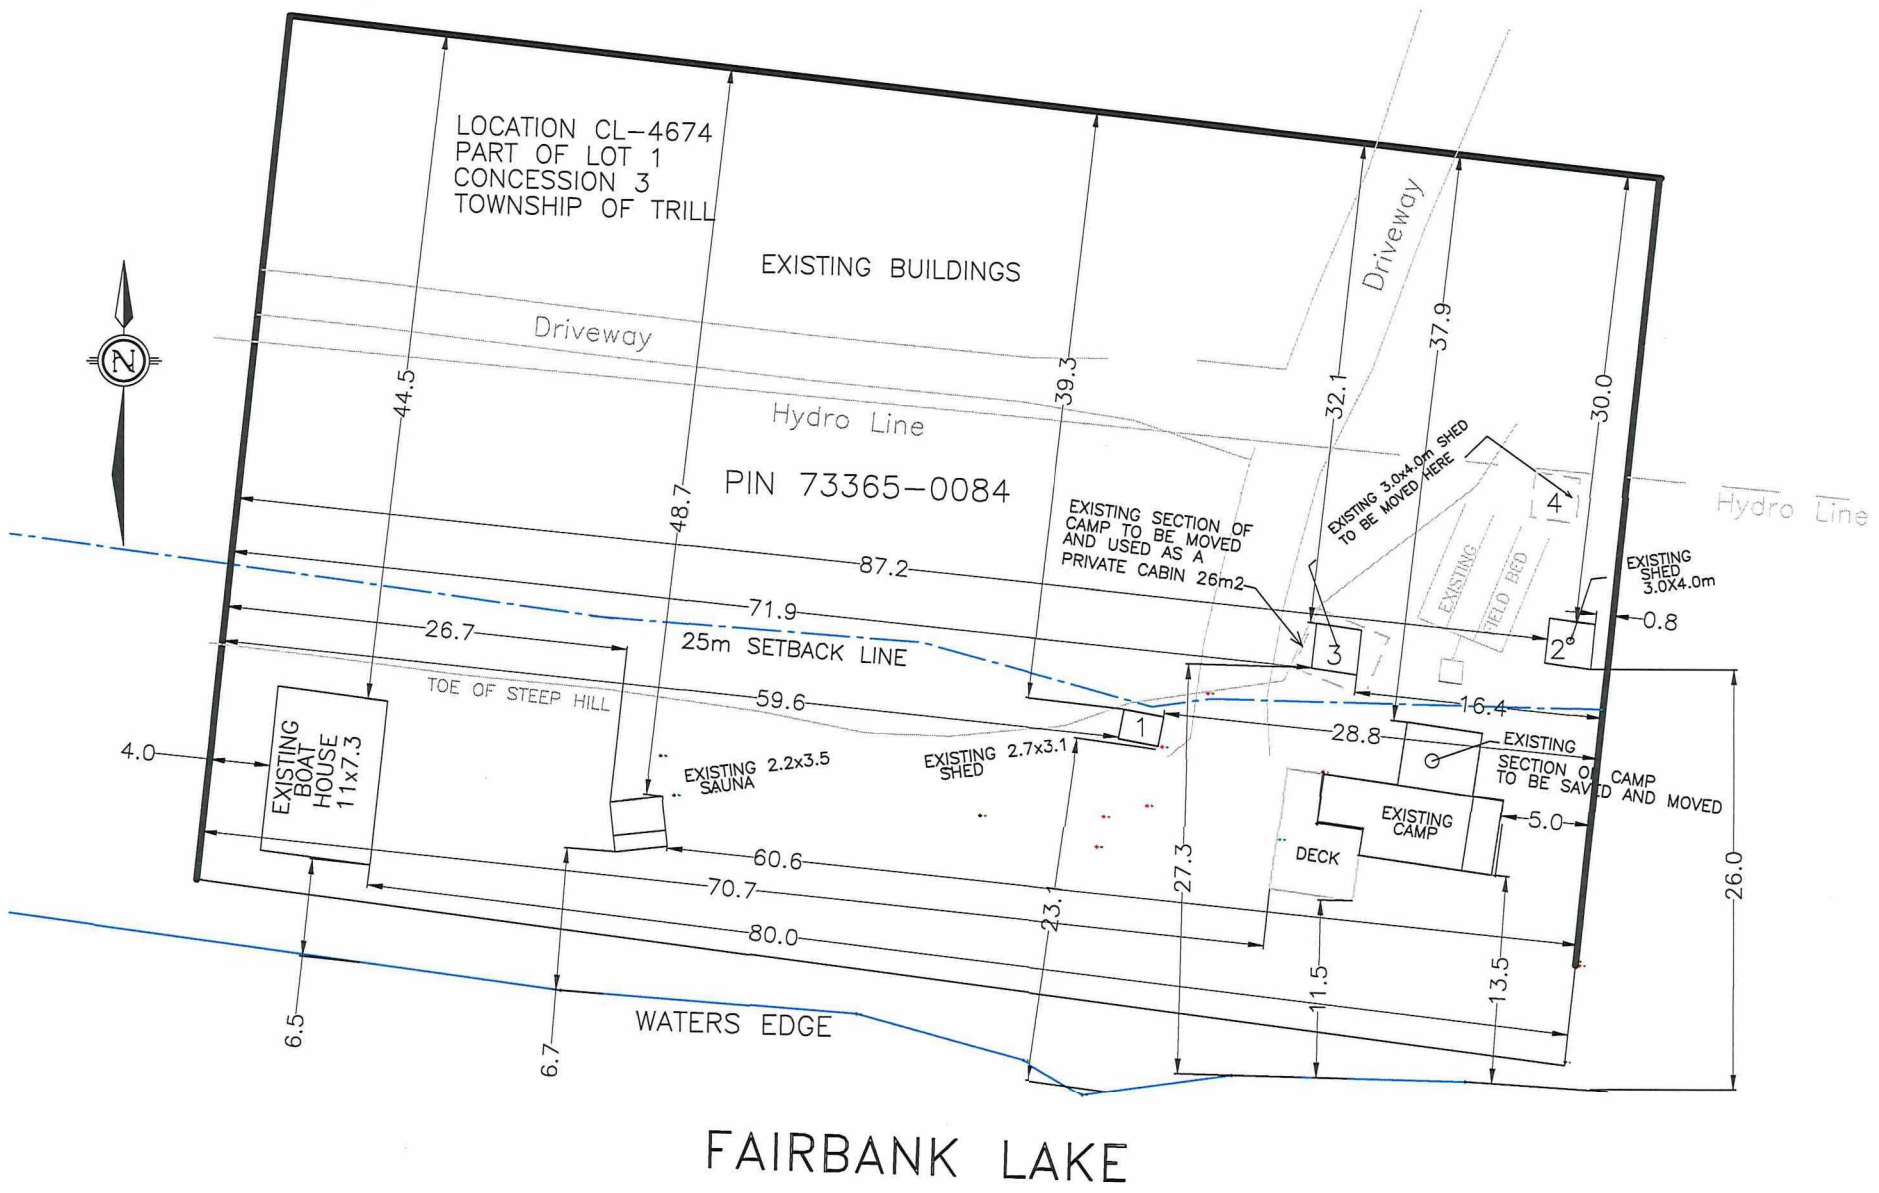 LOCATION CL-4674
PART OF LOT 1
CONCESSION 3
TOWNSHIP OF TRILL
EXISTING BUILDINGS
Driveway
Driveway
N
Hydro Line
Hydro Line
PIN 73365-0084
44.5
48.7
39.3
32.1
37.9
30.0
EXISTING 3.0x4.0m SHED
TO BE MOVED HERE
4
EXISTING SECTION OF
CAMP TO BE MOVED
AND USED AS A
PRIVATE CABIN 26m2
EXISTING
FIELD BED
EXISTING
SHED
3.0X4.0m
0.8
87.2
71.9
26.7
25m SETBACK LINE
TOE OF STEEP HILL
59.6
3
2
1
16.4
28.8
4.0
EXISTING
BOAT
HOUSE
11x7.3
EXISTING 2.2x3.5
SAUNA
EXISTING 2.7x3.1
SHED
EXISTING
SECTION OF CAMP
TO BE SAVED AND MOVED
EXISTING
CAMP
DECK
5.0
60.6
70.7
80.0
23.
27.3
26.0
11.5
13.5
6.5
6.7
WATERS EDGE
FAIRBANK LAKE